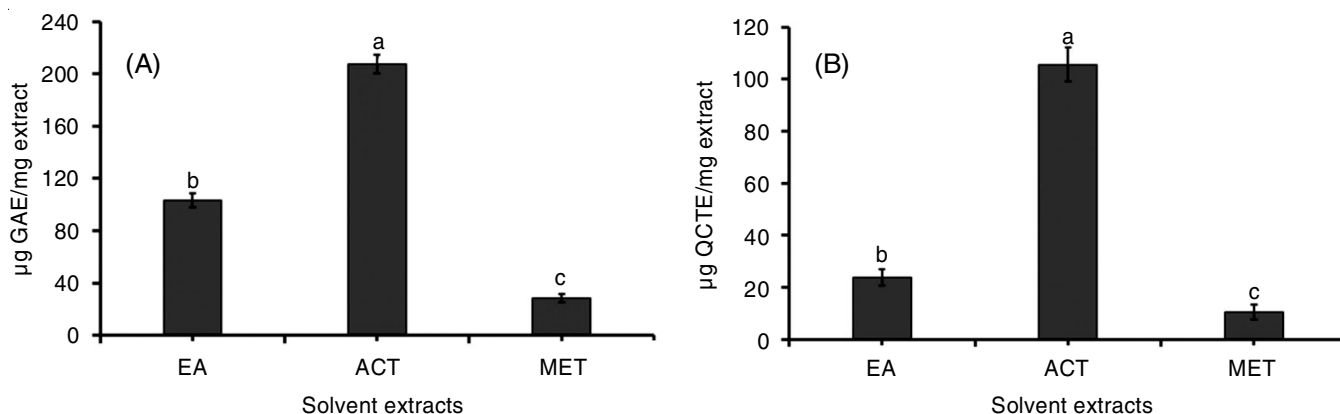 240
200
160
120
80
40
0
µg GAE/mg extract
(A)
b
a
c
EA ACT MET
Solvent extracts
120
100
80
60
40
20
0
µg QCTE/mg extract
(B)
b
a
c
EA ACT MET
Solvent extracts